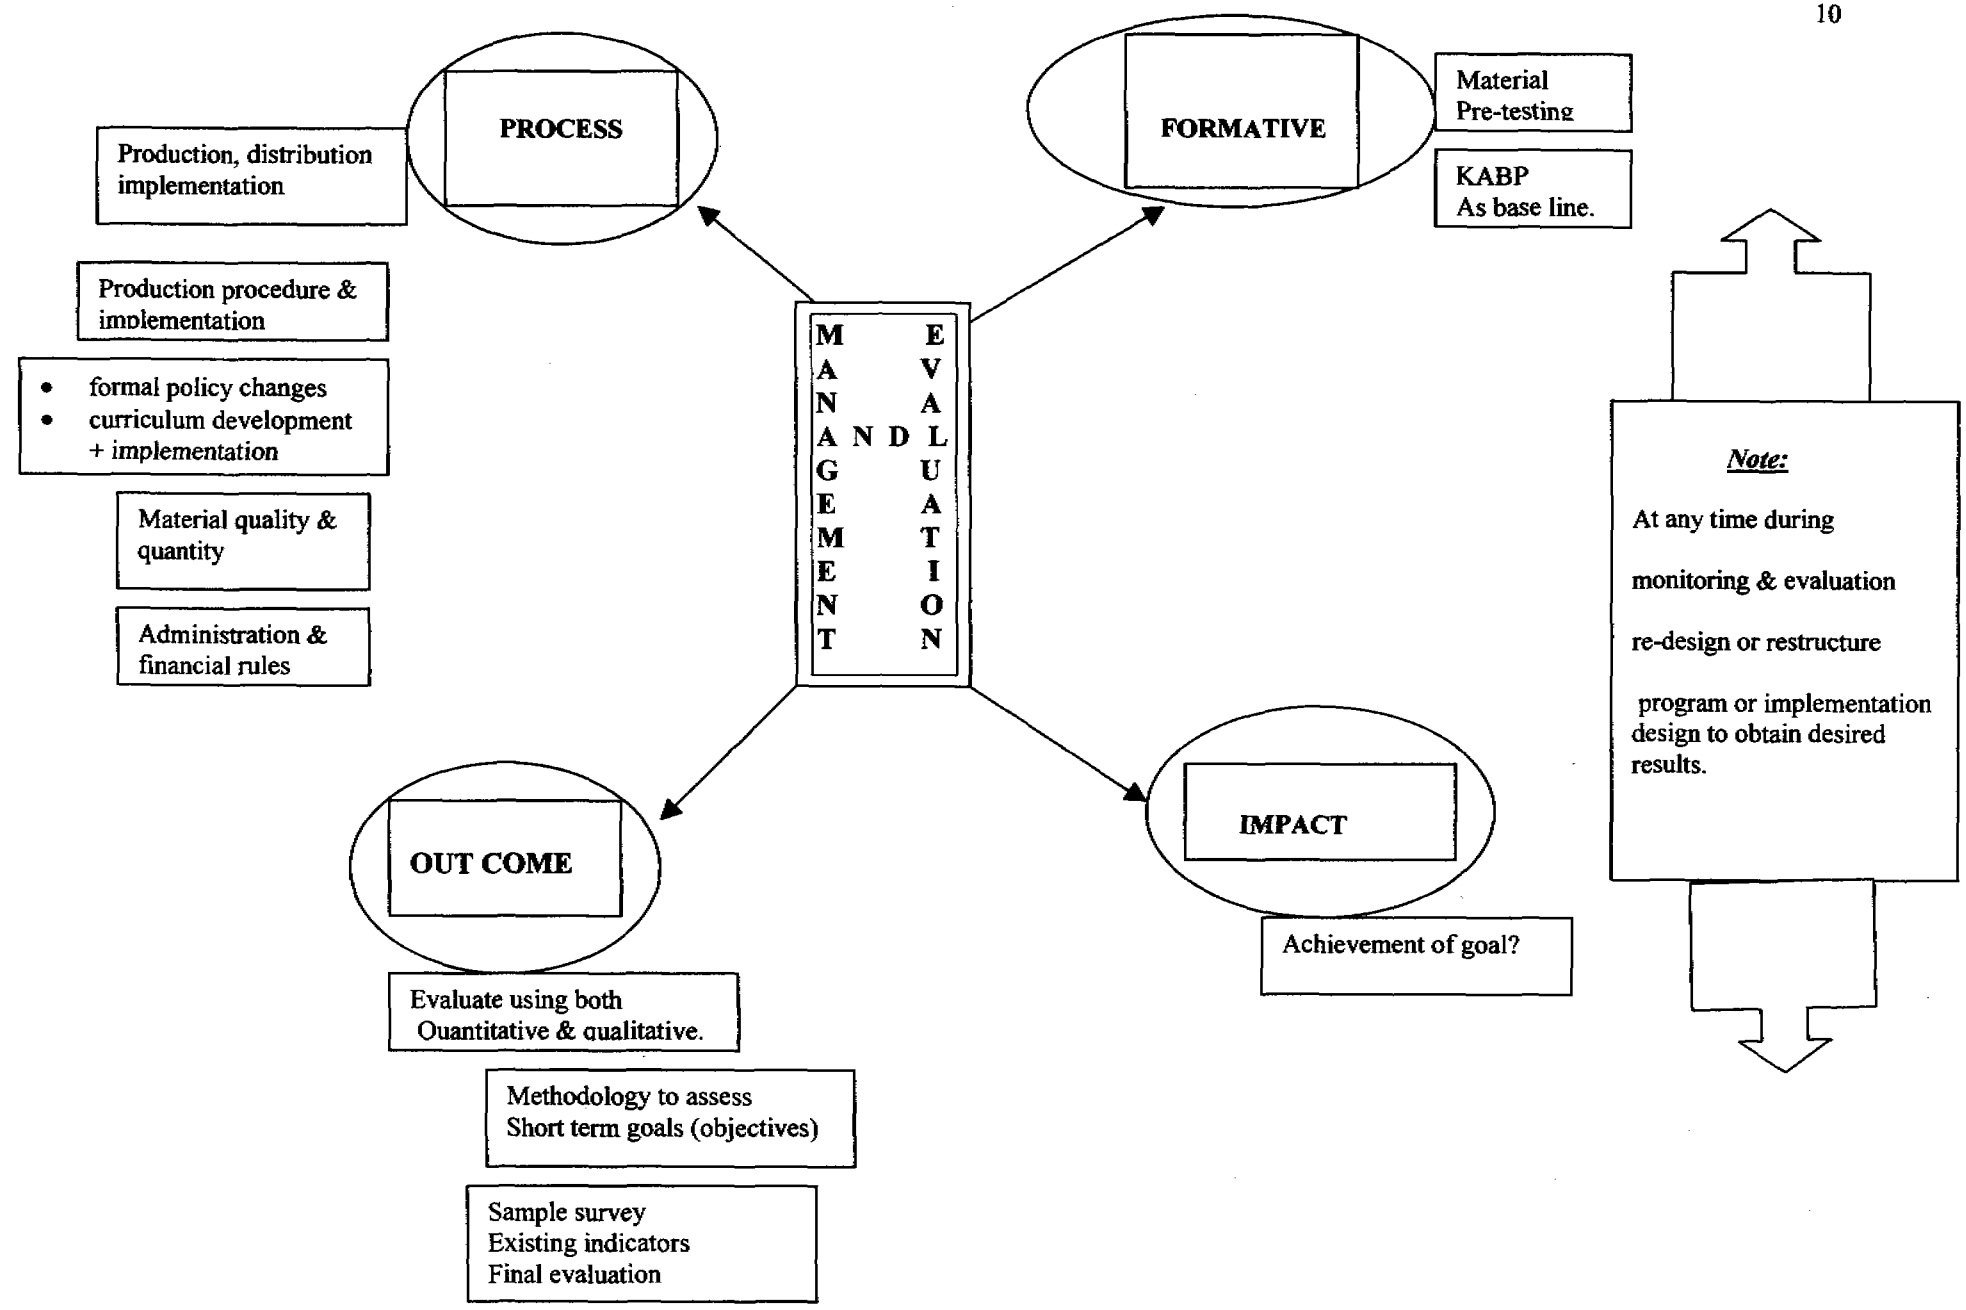 10
PROCESS
Production, distribution
implementation
Production procedure &
implementation
• formal policy changes
• curriculum development
+ implementation
Material quality &
quantity
Administration &
financial rules
FORMATIVE
Material
Pre-testing
KABP
As base line.
M E
A V
N A
A N D L
G U
E A
M T
E I
N O
T N
OUT COME
Evaluate using both
Quantitative & qualitative.
Methodology to assess
Short term goals (objectives)
Sample survey
Existing indicators
Final evaluation
IMPACT
Achievement of goal?
Note:
At any time during
monitoring & evaluation
re-design or restructure
program or implementation
design to obtain desired
results.